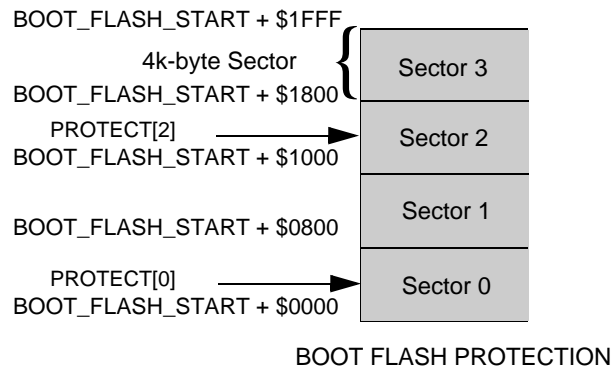 BOOT_FLASH_START + $1FFF
4k-byte Sector
Sector 3
BOOT_FLASH_START + $1800
PROTECT[2]
Sector 2
BOOT_FLASH_START + $1000
Sector 1
BOOT_FLASH_START + $0800
PROTECT[0]
Sector 0
BOOT_FLASH_START + $0000
BOOT FLASH PROTECTION